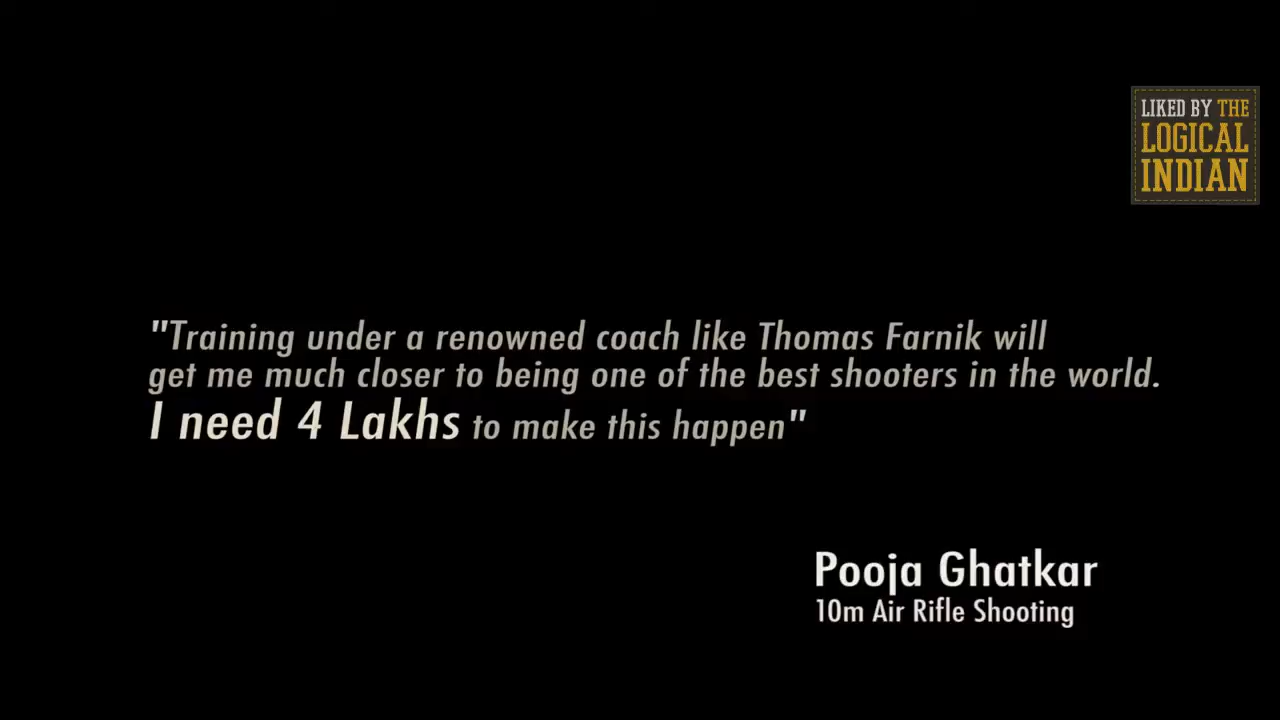 LIKED BY THE
LOGICAL
INDIAN
"Training under a renowned coach like Thomas Farnik will
get me much closer to being one of the best shooters in the world.
I need 4 Lakhs to make this happen"
Pooja Ghatkar
10m Air Rifle Shooting